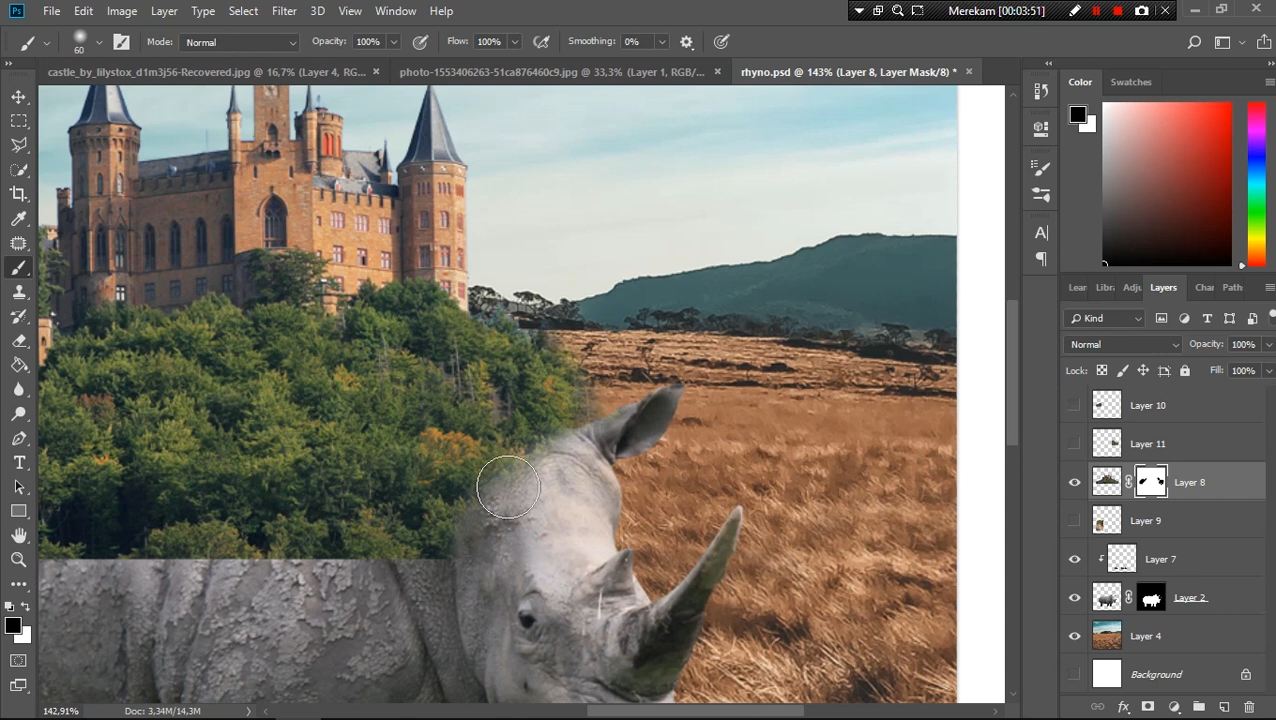 Ps File Edit Image Layer Type Select Filter 3D View Window Help
Merekam [00:03:51]
60 Mode: Normal Opacity: 100% Flow: 100% Smoothing: 0%
castle_by_lilystox_d1m3j56-Recovered.jpg @ 16,7% (Layer 4, RG... × photo-1553406263-51ca876460c9.jpg @ 33,3% (Layer 1, RGB/... × rhyno.psd @ 143% (Layer 8, Layer Mask/8) * ×
Color Swatches
Lear Libra Adju Layers Cha Path
Kind
Normal Opacity: 100%
Lock: Fill: 100%
Layer 10
Layer 11
Layer 8
Layer 9
Layer 7
Layer 2
Layer 4
Background
142,91% Doc: 3,34M/14,3M